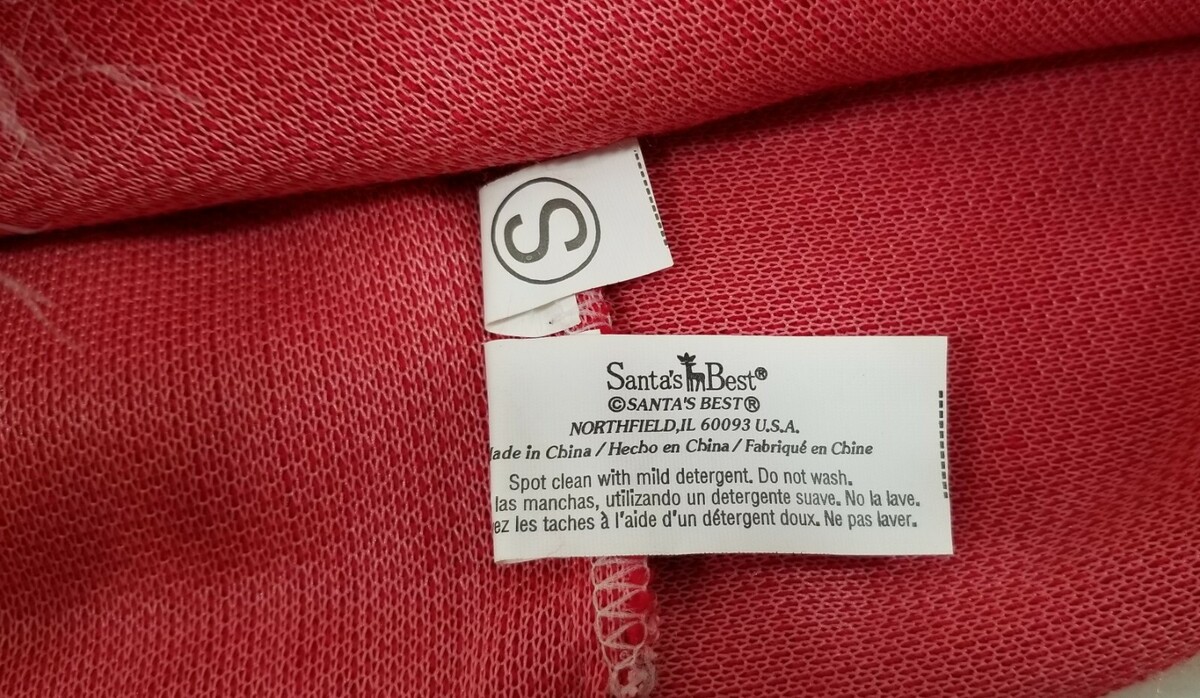 S
Santa's Best®
©SANTA'S BEST®
NORTHFIELD,IL 60093 U.S.A.
ade in China / Hecho en China / Fabriqué en Chine
Spot clean with mild detergent. Do not wash.
las manchas, utilizando un detergente suave. No la lave.
ez les taches à l'aide d'un détergent doux. Ne pas laver.